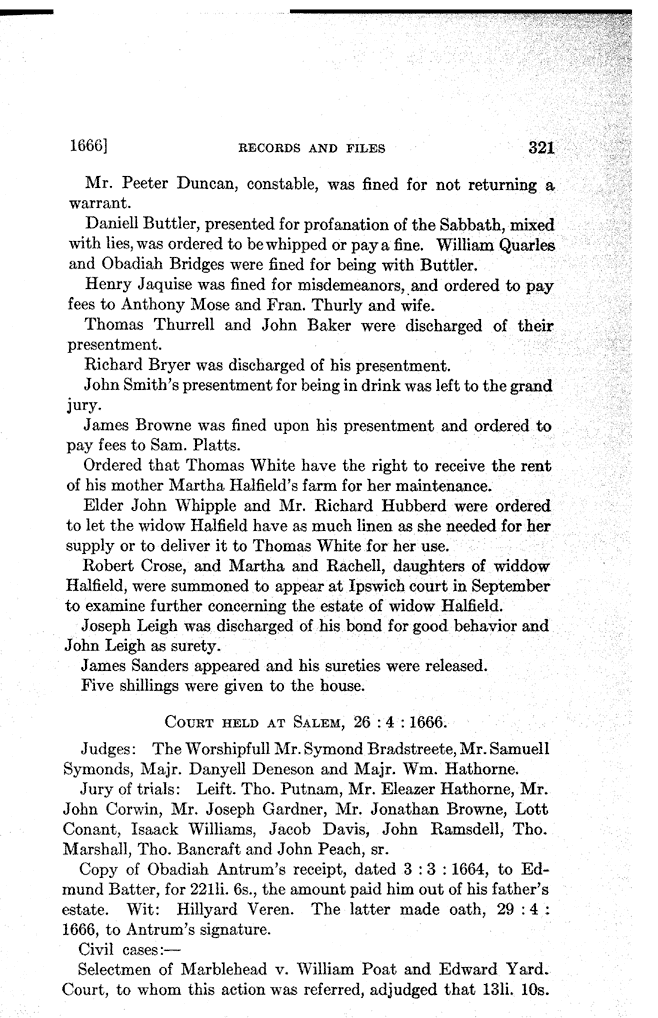 1666] RECORDS AND FILES 321
Mr. Peeter Duncan, constable, was fined for not returning a
warrant.
Daniell Buttler, presented for profanation of the Sabbath, mixed
with lies, was ordered to be whipped or pay a fine. William Quarles
and Obadiah Bridges were fined for being with Buttler.
Henry Jaquise was fined for misdemeanors, and ordered to pay
fees to Anthony Mose and Fran. Thurly and wife.
Thomas Thurrell and John Baker were discharged of their
presentment.
Richard Bryer was discharged of his presentment.
John Smith's presentment for being in drink was left to the grand
jury.
James Browne was fined upon his presentment and ordered to
pay fees to Sam. Platts.
Ordered that Thomas White have the right to receive the rent
of his mother Martha Halfield's farm for her maintenance.
Elder John Whipple and Mr. Richard Hubberd were ordered
to let the widow Halfield have as much linen as she needed for her
supply or to deliver it to Thomas White for her use.
Robert Crose, and Martha and Rachell, daughters of widdow
Halfield, were summoned to appear at Ipswich court in September
to examine further concerning the estate of widow Halfield.
Joseph Leigh was discharged of his bond for good behavior and
John Leigh as surety.
James Sanders appeared and his sureties were released.
Five shillings were given to the house.
COURT HELD AT SALEM, 26 : 4 : 1666.
Judges: The Worshipfull Mr. Symond Bradstreete, Mr. Samuell
Symonds, Majr. Danyell Deneson and Majr. Wm. Hathorne.
Jury of trials: Leift. Tho. Putnam, Mr. Eleazer Hathorne, Mr.
John Corwin, Mr. Joseph Gardner, Mr. Jonathan Browne, Lott
Conant, Isaack Williams, Jacob Davis, John Ramsdell, Tho.
Marshall, Tho. Bancraft and John Peach, sr.
Copy of Obadiah Antrum's receipt, dated 3 : 3 : 1664, to Ed-
mund Batter, for 221li. 6s., the amount paid him out of his father's
estate. Wit: Hillyard Veren. The latter made oath, 29 : 4 :
1666, to Antrum's signature.
Civil cases:—
Selectmen of Marblehead v. William Poat and Edward Yard.
Court, to whom this action was referred, adjudged that 13li. 10s.